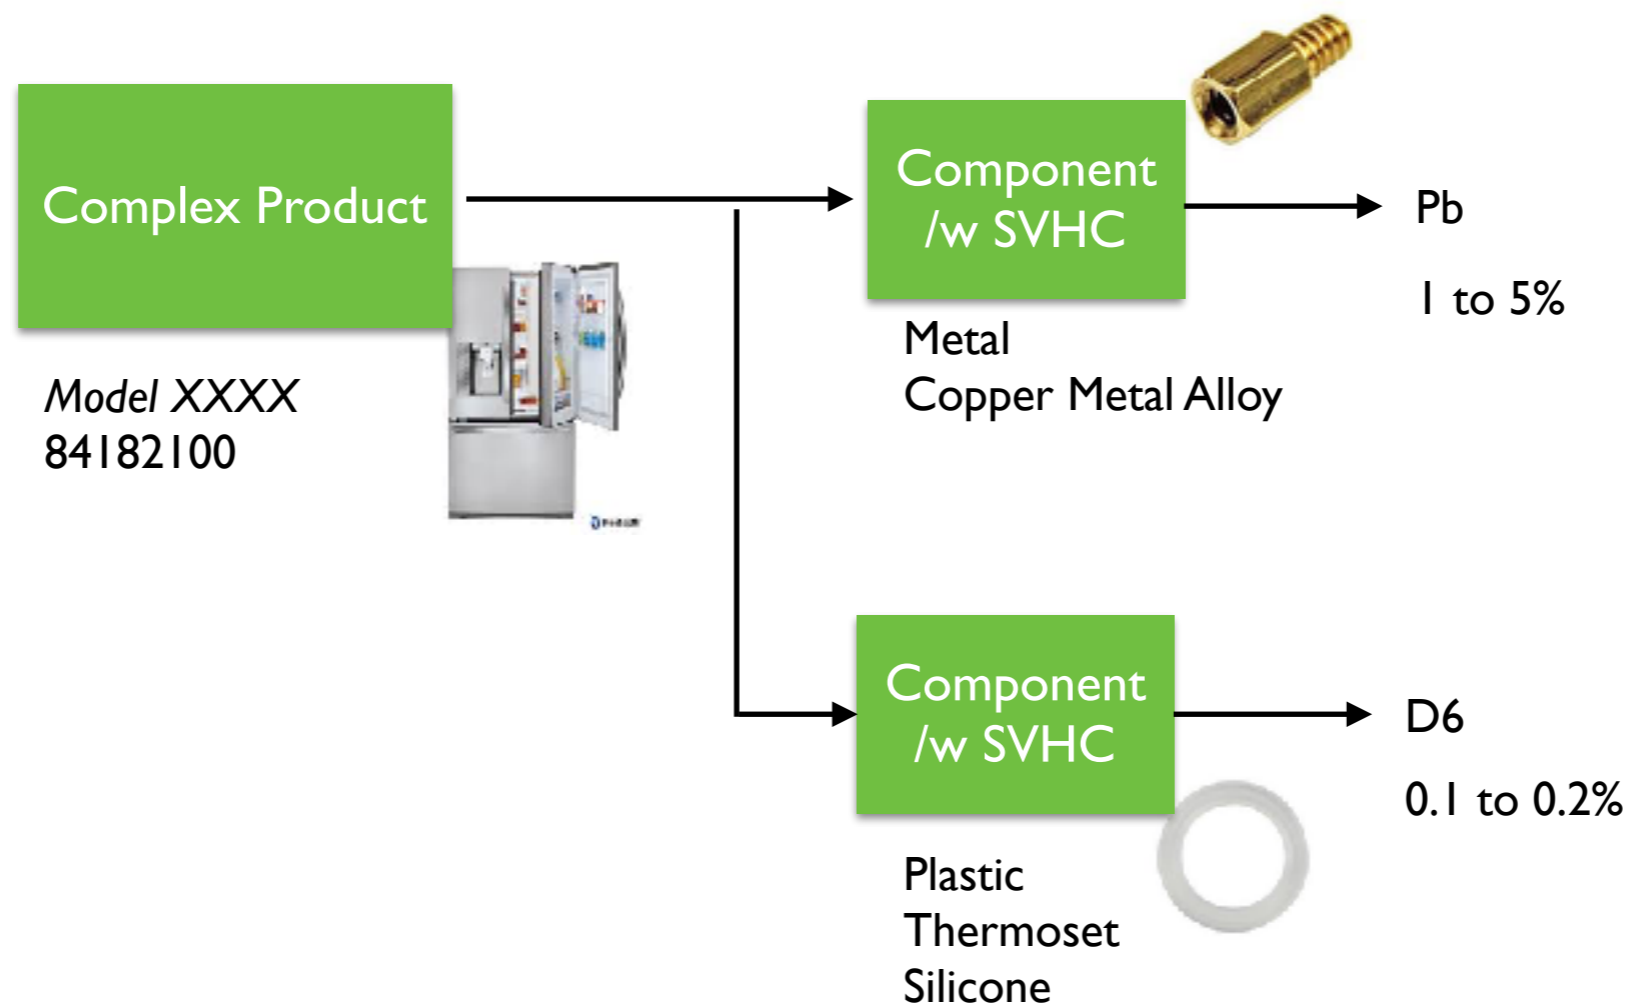 Complex Product
Model XXXX
84182100
Component
/w SVHC
Metal
Copper Metal Alloy
Pb
1 to 5%
Component
/w SVHC
Plastic
Thermoset
Silicone
D6
0.1 to 0.2%